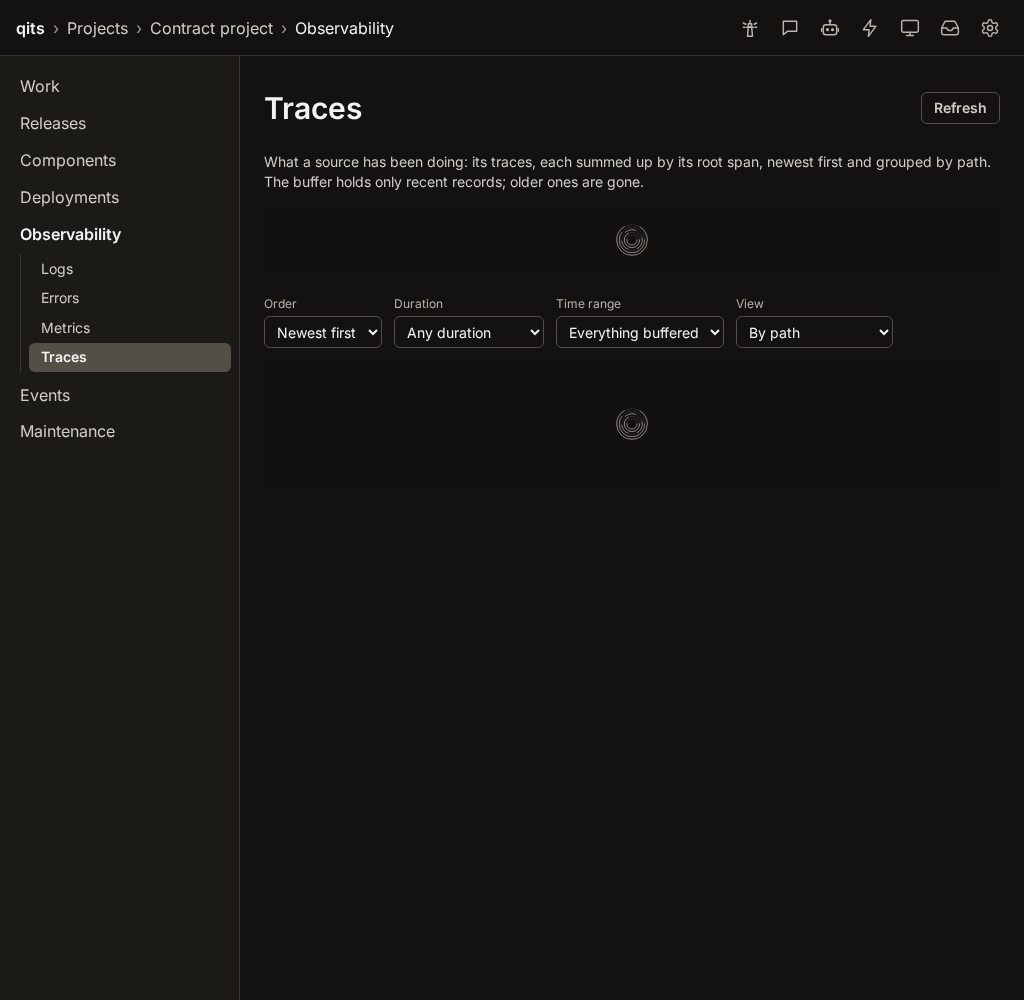 qits › Projects › Contract project › Observability
Work
Releases
Components
Deployments
Observability
Logs
Errors
Metrics
Traces
Events
Maintenance
Traces
Refresh
What a source has been doing: its traces, each summed up by its root span, newest first and grouped by path.
The buffer holds only recent records; older ones are gone.
Order Duration Time range View
Newest first Any duration Everything buffered By path